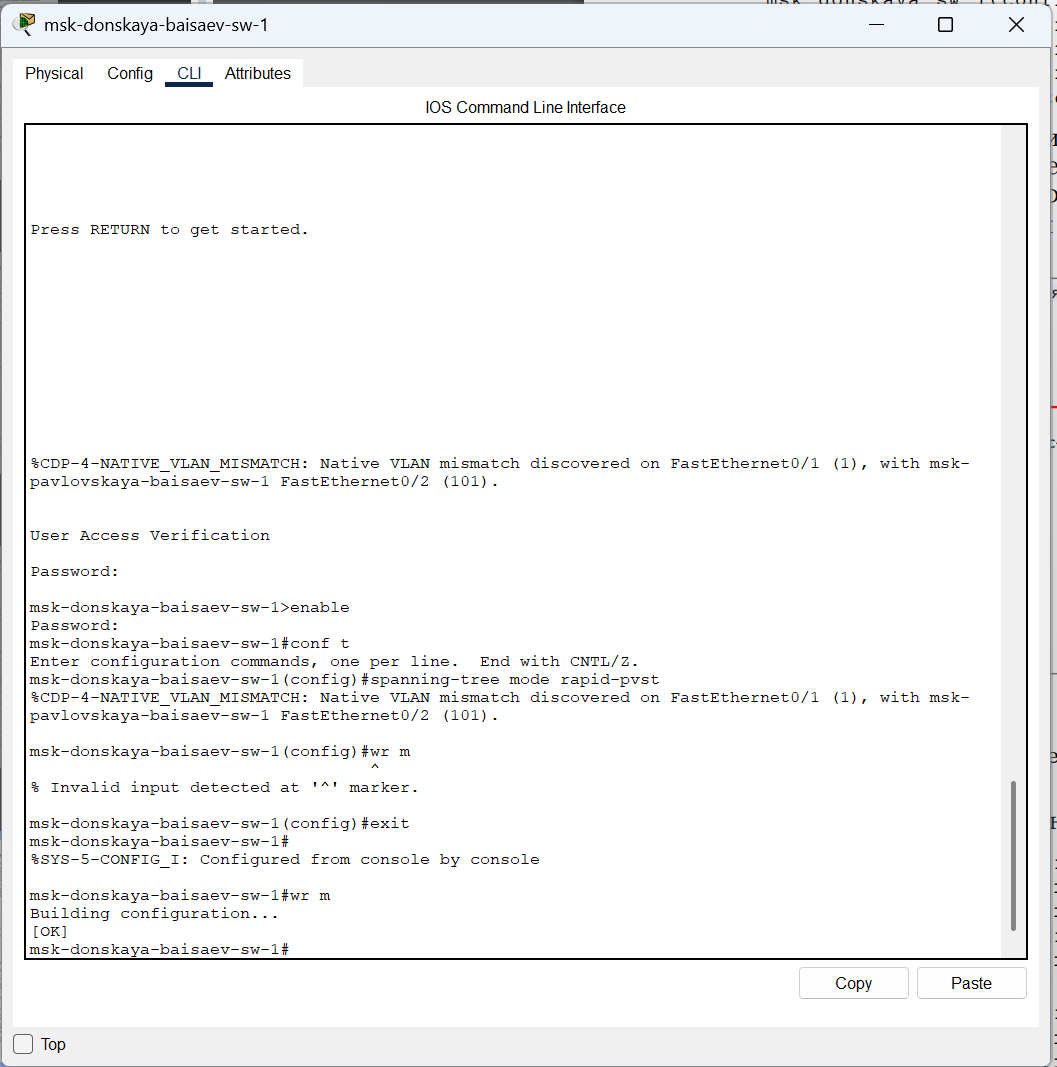 msk-donskaya-baisaev-sw-1
Physical Config CLI Attributes
IOS Command Line Interface
Press RETURN to get started.
%CDP-4-NATIVE_VLAN_MISMATCH: Native VLAN mismatch discovered on FastEthernet0/1 (1), with msk-
pavlovskaya-baisaev-sw-1 FastEthernet0/2 (101).
User Access Verification
Password:
msk-donskaya-baisaev-sw-1>enable
Password:
msk-donskaya-baisaev-sw-1#conf t
Enter configuration commands, one per line.  End with CNTL/Z.
msk-donskaya-baisaev-sw-1(config)#spanning-tree mode rapid-pvst
%CDP-4-NATIVE_VLAN_MISMATCH: Native VLAN mismatch discovered on FastEthernet0/1 (1), with msk-
pavlovskaya-baisaev-sw-1 FastEthernet0/2 (101).
msk-donskaya-baisaev-sw-1(config)#wr m
^
% Invalid input detected at '^' marker.
msk-donskaya-baisaev-sw-1(config)#exit
msk-donskaya-baisaev-sw-1#
%SYS-5-CONFIG_I: Configured from console by console
msk-donskaya-baisaev-sw-1#wr m
Building configuration...
[OK]
msk-donskaya-baisaev-sw-1#
Copy Paste
Top